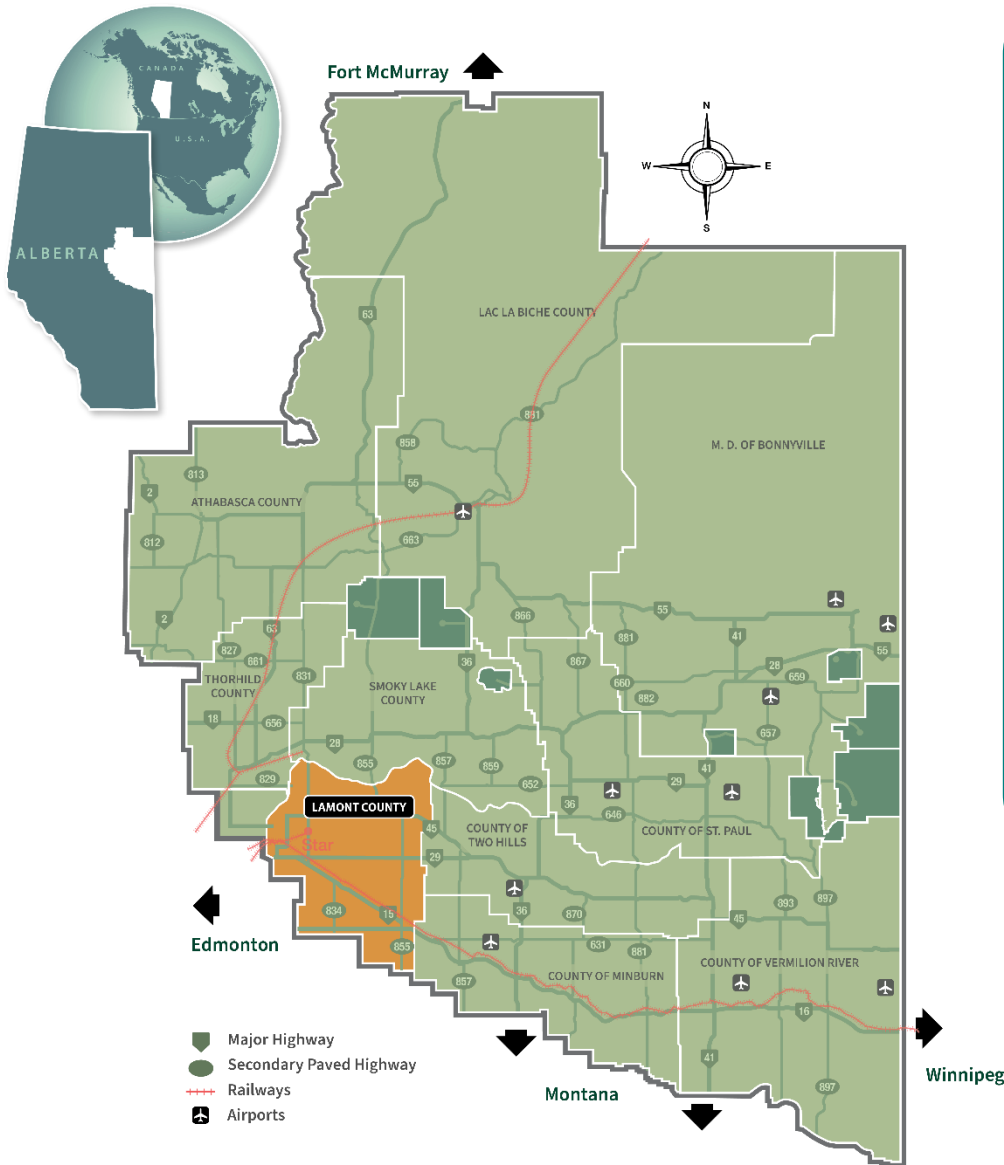 Fort McMurray
CANADA
U.S.A.
N
W
E
S
ALBERTA
LAC LA BICHE COUNTY
63
881
M. D. OF BONNYVILLE
858
813
55
2
ATHABASCA COUNTY
812
663
55
866
881
41
2
63
827
881
831
867
28
55
THORHILD
COUNTY
SMOKY LAKE
COUNTY
36
660
882
659
18
656
657
28
855
857
859
41
29
829
652
36
646
LAMONT COUNTY
45
COUNTY OF
TWO HILLS
COUNTY OF ST. PAUL
Star
29
893
897
834
15
36
870
45
Edmonton
855
631
881
COUNTY OF VERMILION RIVER
857
COUNTY OF MINBURN
16
Major Highway
41
Secondary Paved Highway
Winnipeg
Railways
Montana
897
Airports